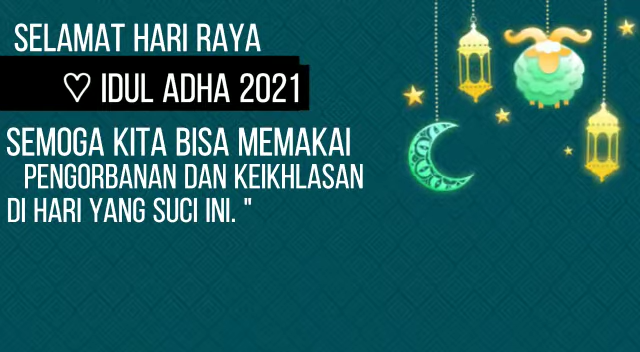 SELAMAT HARI RAYA
♡ IDUL ADHA 2021
SEMOGA KITA BISA MEMAKAI
PENGORBANAN DAN KEIKHLASAN
DI HARI YANG SUCI INI. "